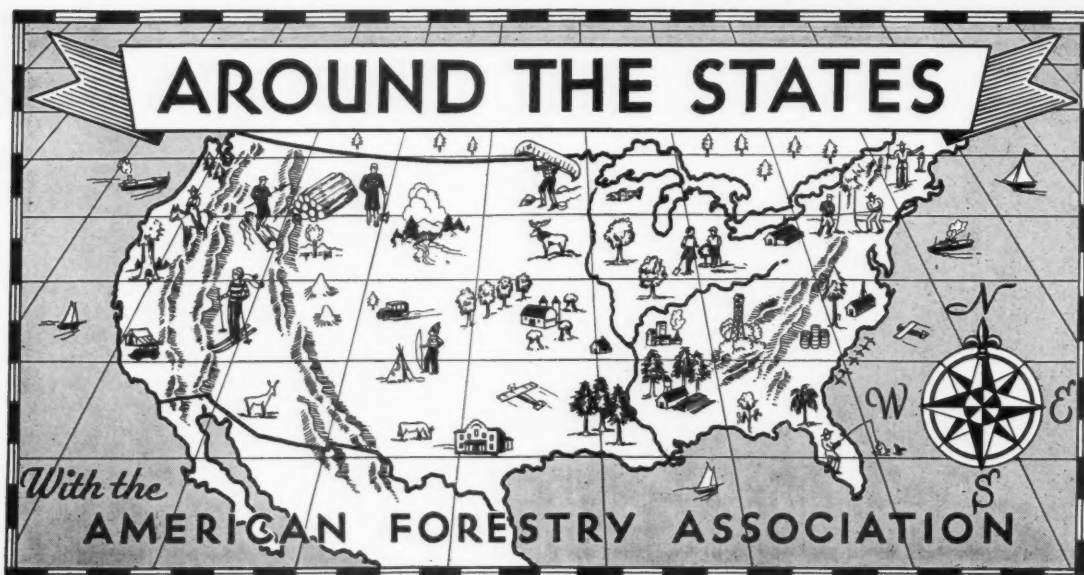 AROUND THE STATES
N
W E
S
With the
AMERICAN FORESTRY ASSOCIATION